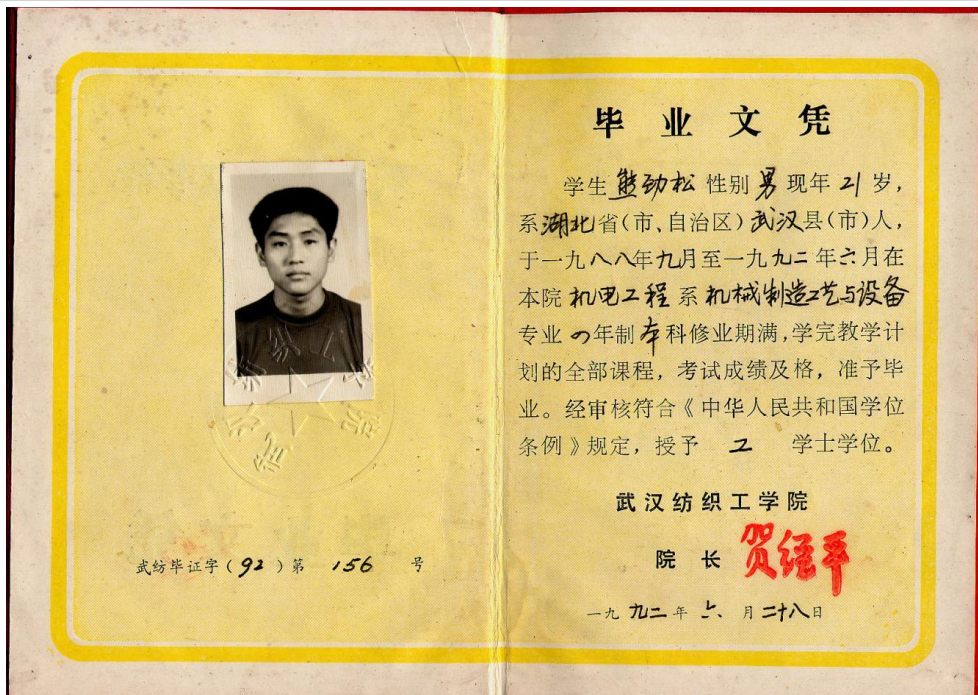 武纺毕证字(92)第 156 号
毕业文凭
学生熊劲松性别男现年21岁,
系湖北省(市、自治区)武汉县(市)人,
于一九八八年九月至一九九二年六月在
本院机电工程系机械制造工艺与设备
专业四年制本科修业期满,学完教学计
划的全部课程,考试成绩及格,准予毕
业。经审核符合《中华人民共和国学位
条例》规定,授予 工 学士学位。
武汉纺织工学院
院长 贺继平
一九九二年六月二十八日